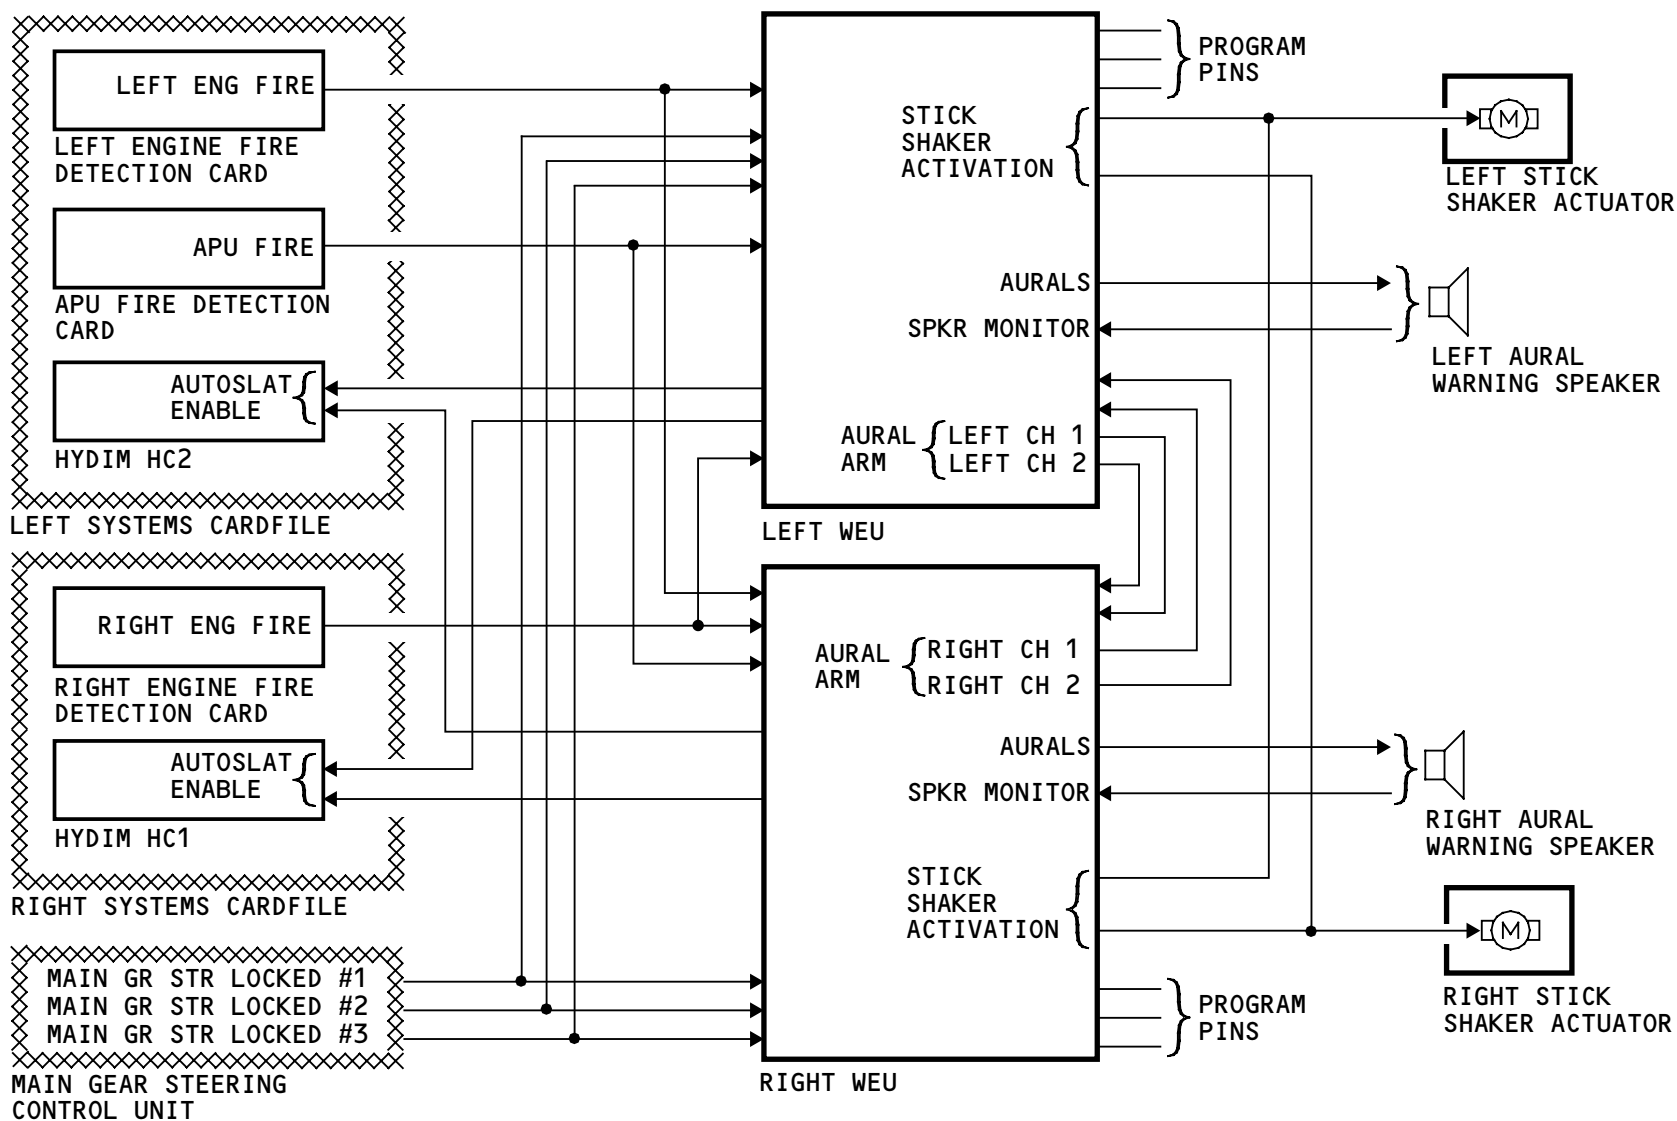 LEFT ENG FIRE
LEFT ENGINE FIRE
DETECTION CARD
APU FIRE
APU FIRE DETECTION
CARD
AUTOSLAT
ENABLE
HYDIM HC2
LEFT SYSTEMS CARDFILE
RIGHT ENG FIRE
RIGHT ENGINE FIRE
DETECTION CARD
AUTOSLAT
ENABLE
HYDIM HC1
RIGHT SYSTEMS CARDFILE
MAIN GR STR LOCKED #1
MAIN GR STR LOCKED #2
MAIN GR STR LOCKED #3
MAIN GEAR STEERING
CONTROL UNIT
STICK
SHAKER
ACTIVATION
AURALS
SPKR MONITOR
AURAL
ARM
LEFT CH 1
LEFT CH 2
LEFT WEU
AURAL
ARM
RIGHT CH 1
RIGHT CH 2
AURALS
SPKR MONITOR
STICK
SHAKER
ACTIVATION
RIGHT WEU
PROGRAM
PINS
M
LEFT STICK
SHAKER ACTUATOR
LEFT AURAL
WARNING SPEAKER
RIGHT AURAL
WARNING SPEAKER
M
RIGHT STICK
SHAKER ACTUATOR
PROGRAM
PINS